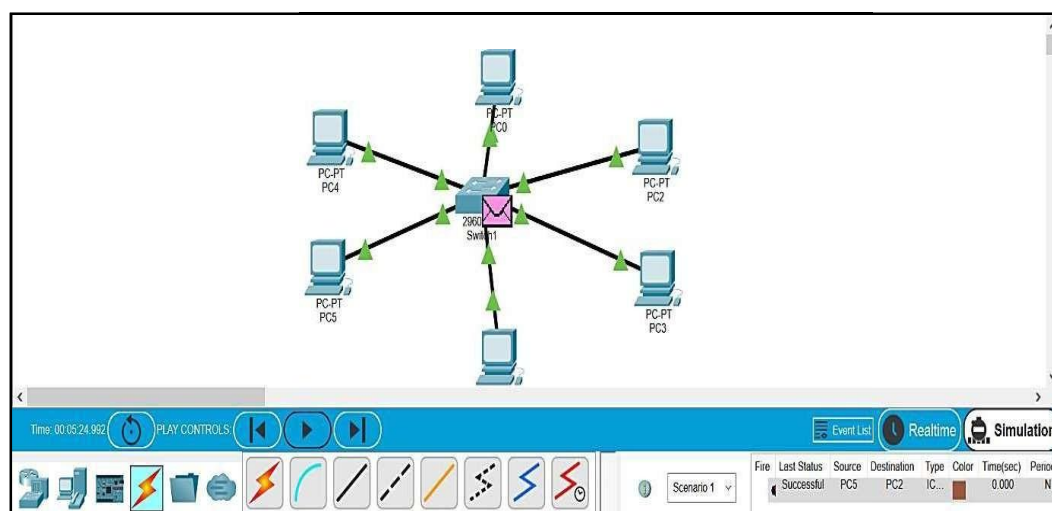 PC-PT
PC0
PC-PT
PC4
PC-PT
PC2
2960
Switch1
PC-PT
PC5
PC-PT
PC3
Time: 00:05:24.992 PLAY CONTROLS:
Event List
Realtime
Simulation
Scenario 1
Fire Last Status Source Destination Type Color Time(sec)
Successful PC5 PC2 IC... 0.000 N